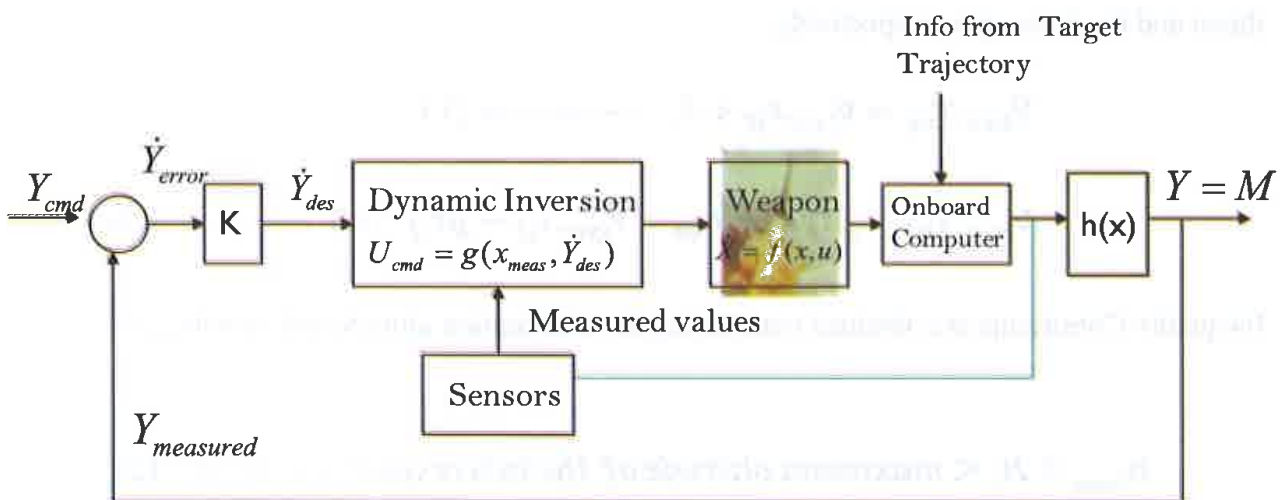 Info from Target
Trajectory
Ẏ_error
Y_cmd
K
Ẏ_des
Dynamic Inversion
U_cmd = g(x_meas, Ẏ_des)
Weapon
Ẋ = f(x,u)
Onboard
Computer
h(x)
Y = M
Measured values
Sensors
Y_measured